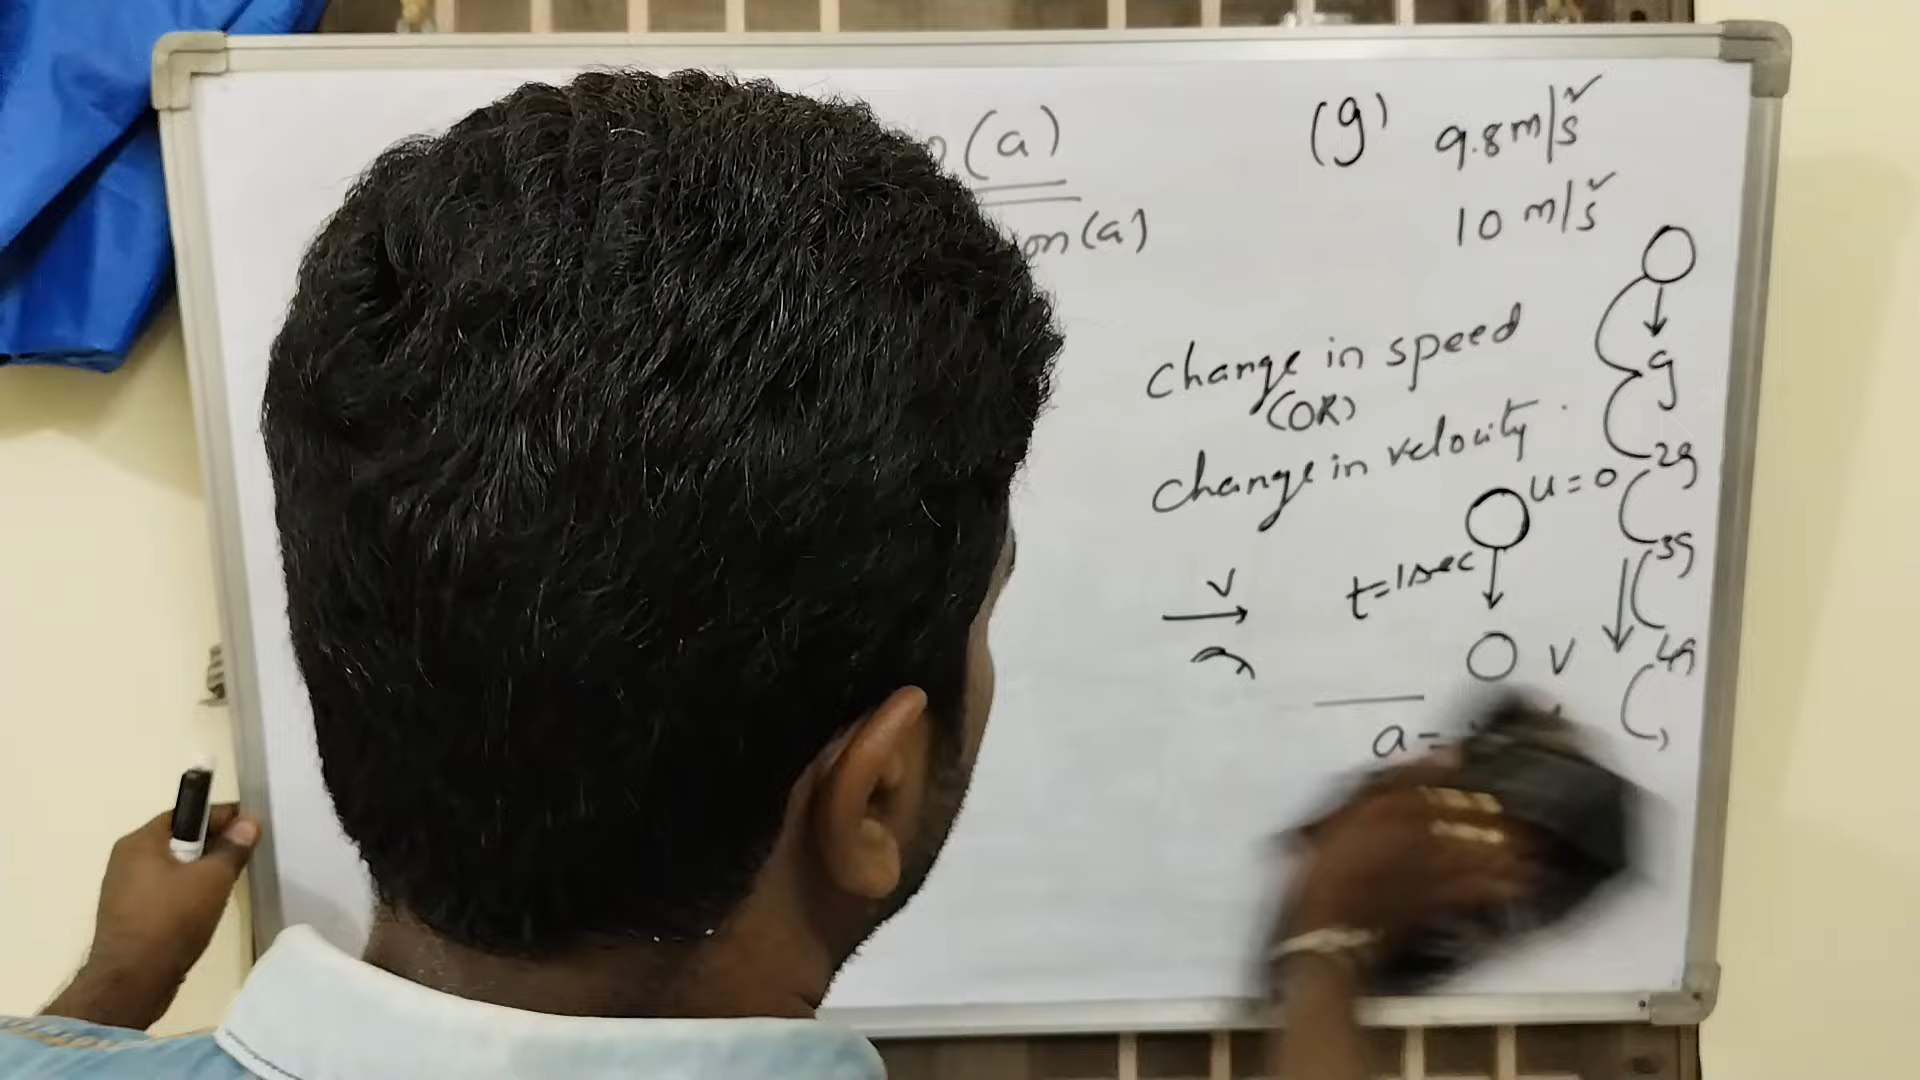 (a)
on(a)
(g) 9.8 m/s²
10 m/s²
change in speed
(OR)
change in velocity.
u=0
t=1sec
v
v
a=
g
2g
3g
4g